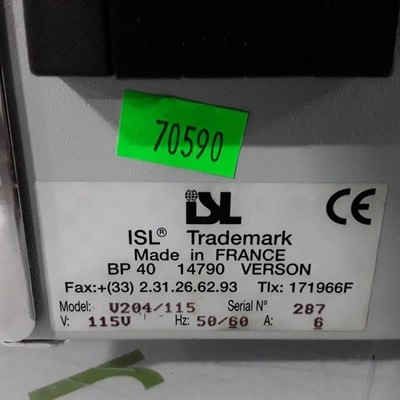 70590
ISL CE
ISL® Trademark
Made in FRANCE
BP 40 14790 VERSON
Fax:+(33) 2.31.26.62.93 Tlx: 171966F
Model: V204/115 Serial N° 287
V: 115V Hz: 50/60 A: 6